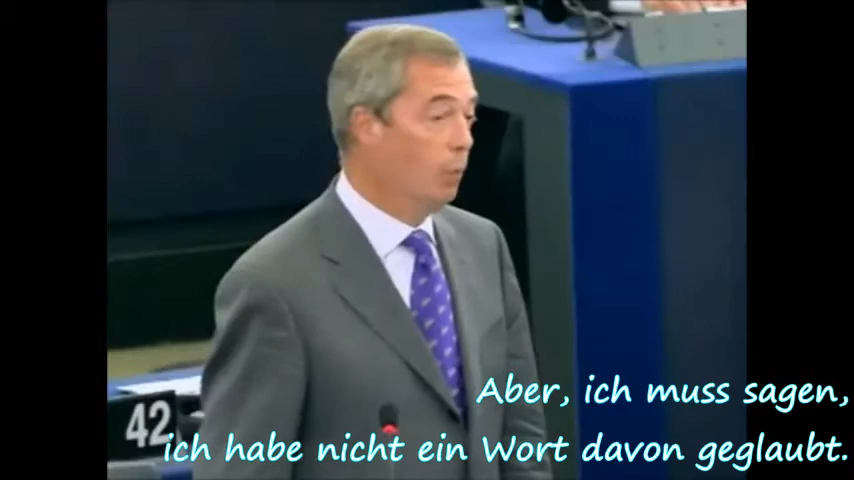 42
Aber, ich muss sagen,
ich habe nicht ein Wort davon geglaubt.